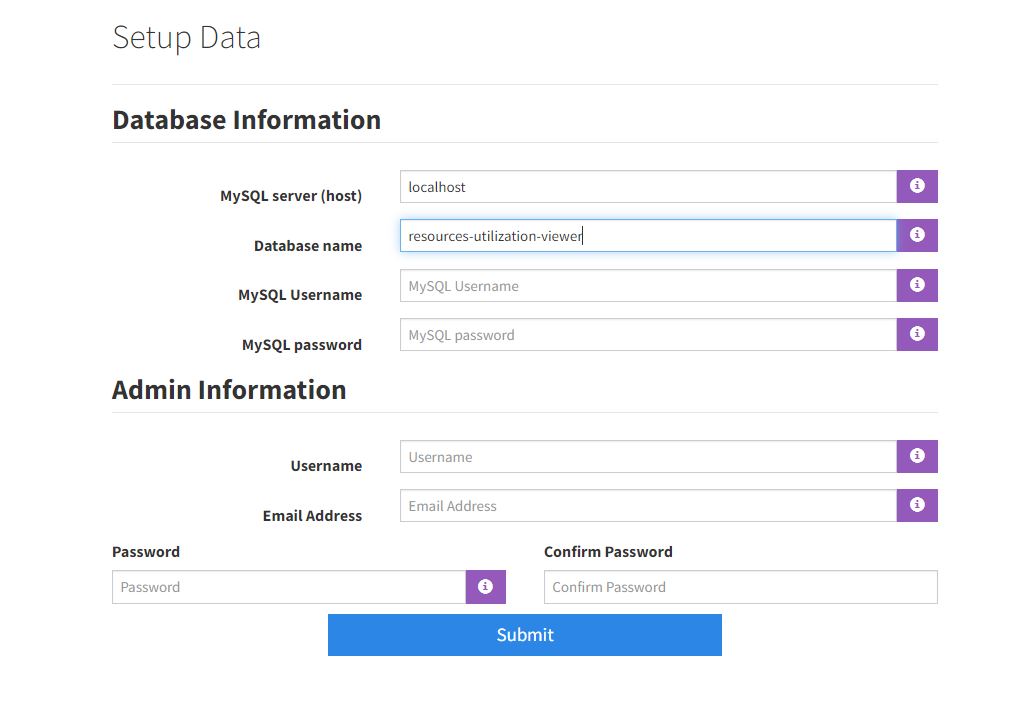 Setup Data
Database Information
MySQL server (host)
localhost
Database name
resources-utilization-viewer
MySQL Username
MySQL Username
MySQL password
MySQL password
Admin Information
Username
Username
Email Address
Email Address
Password
Confirm Password
Password
Confirm Password
Submit